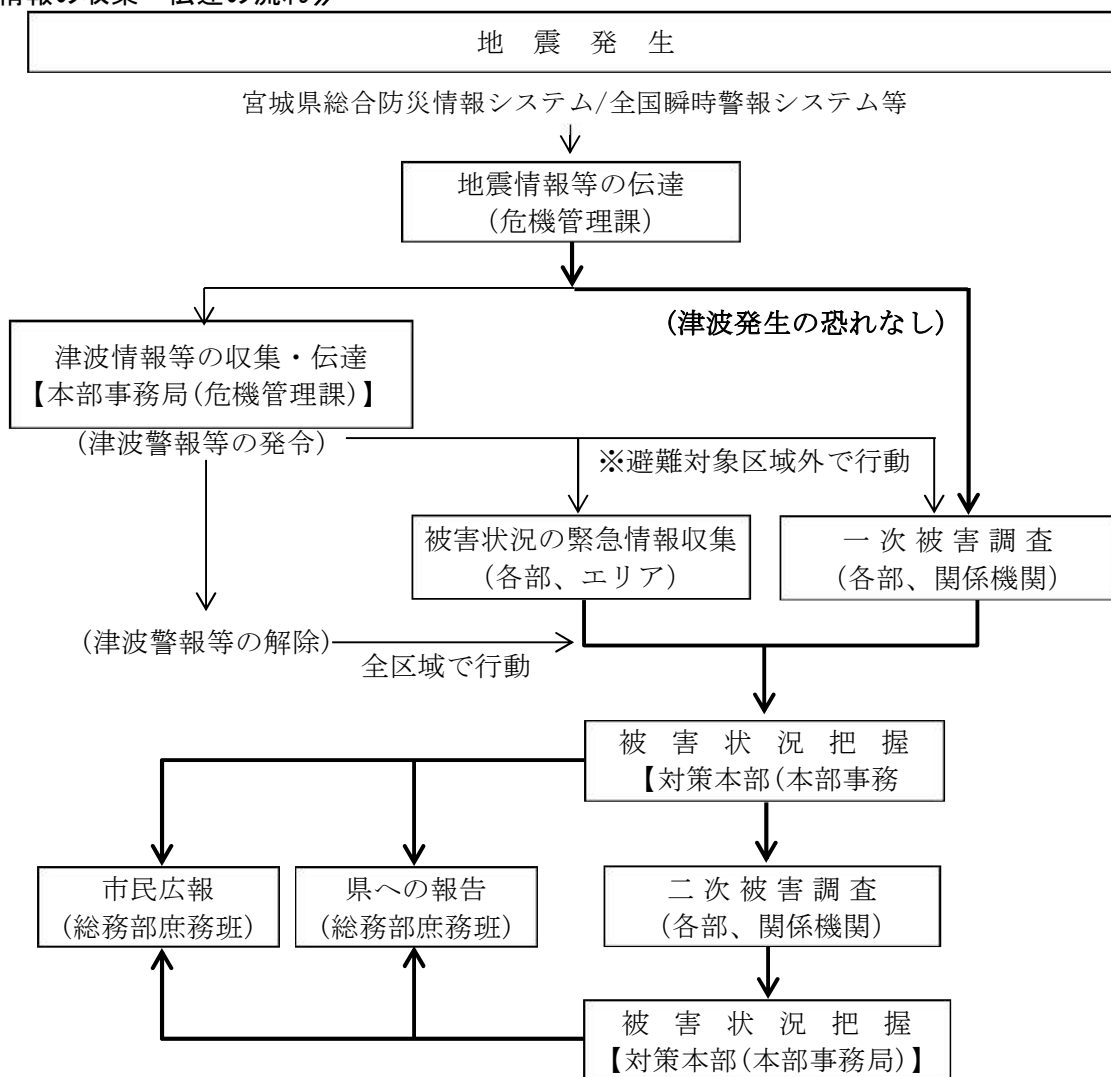 地　震　発　生
宮城県総合防災情報システム/全国瞬時警報システム等
地震情報等の伝達
(危機管理課)
(津波発生の恐れなし)
津波情報等の収集・伝達
【本部事務局(危機管理課)】
(津波警報等の発令)
※避難対象区域外で行動
被害状況の緊急情報収集
(各部、エリア)
一 次 被 害 調 査
(各部、関係機関)
(津波警報等の解除)
全区域で行動
被　害　状　況　把　握
【対策本部(本部事務
市民広報
(総務部庶務班)
県への報告
(総務部庶務班)
二 次 被 害 調 査
(各部、関係機関)
被　害　状　況　把　握
【対策本部(本部事務局)】